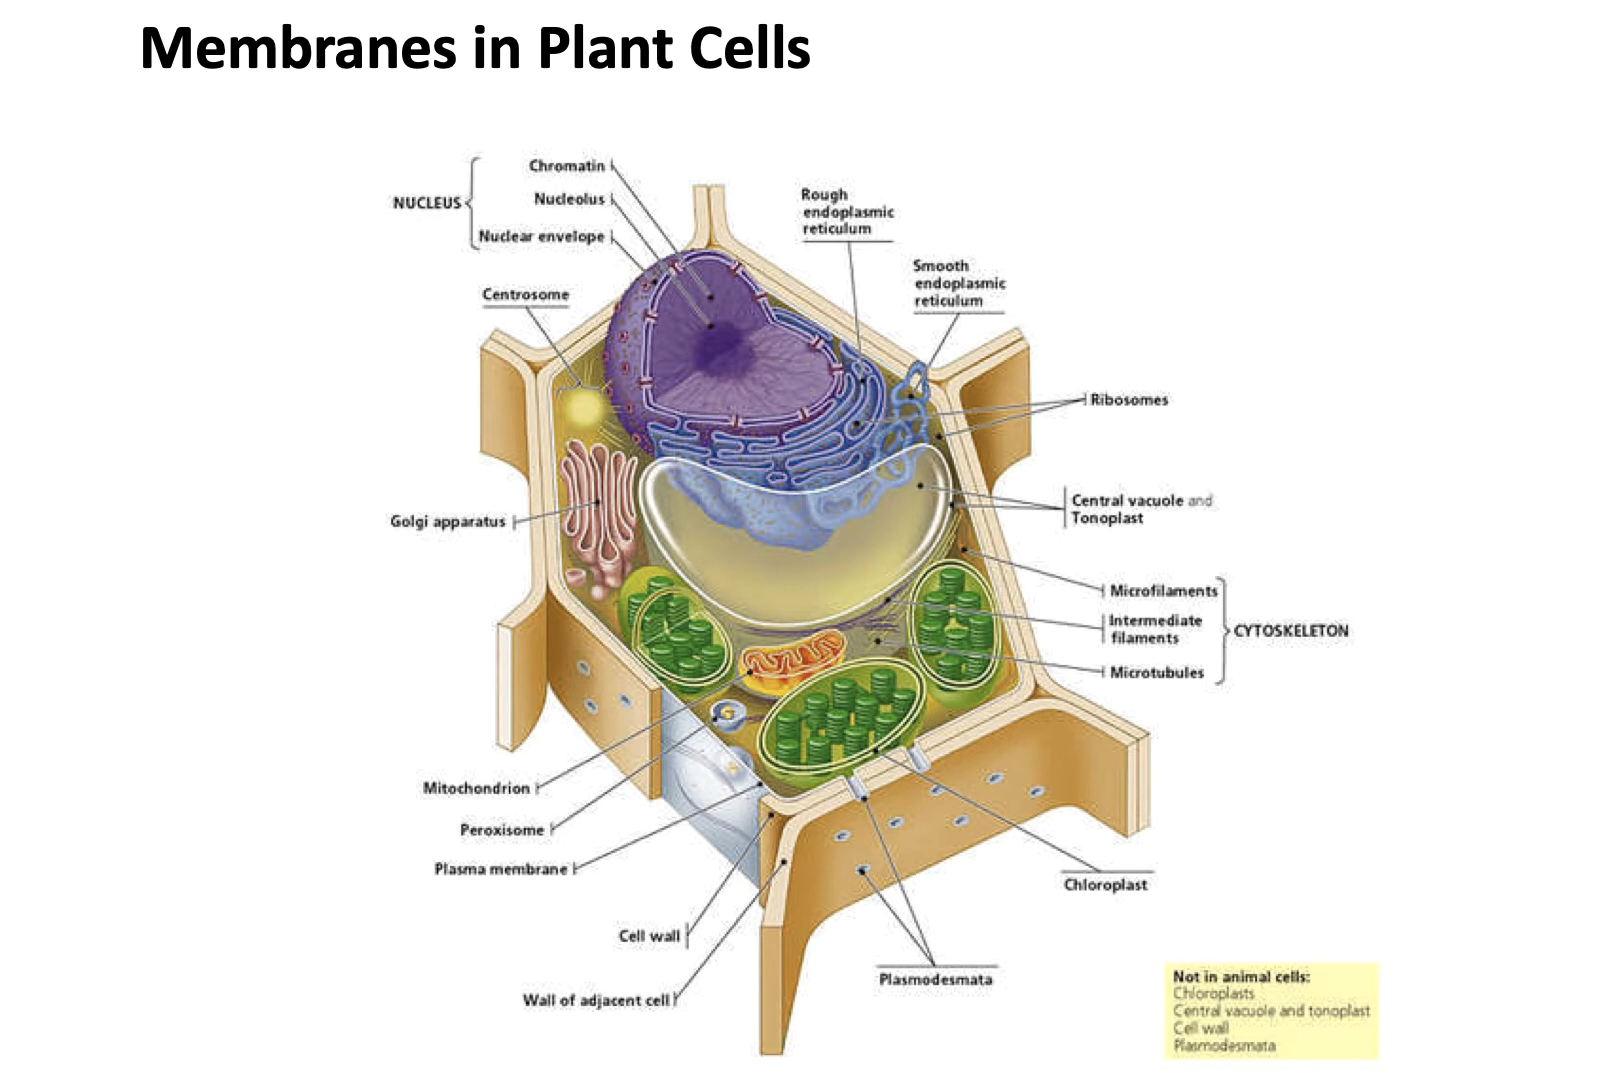 Membranes in Plant Cells
NUCLEUS
Chromatin
Nucleolus
Nuclear envelope
Centrosome
Rough
endoplasmic
reticulum
Smooth
endoplasmic
reticulum
Ribosomes
Golgi apparatus
Central vacuole and
Tonoplast
Microfilaments
Intermediate
filaments
Microtubules
CYTOSKELETON
Mitochondrion
Peroxisome
Plasma membrane
Cell wall
Wall of adjacent cell
Chloroplast
Plasmodesmata
Not in animal cells:
Chloroplasts
Central vacuole and tonoplast
Cell wall
Plasmodesmata